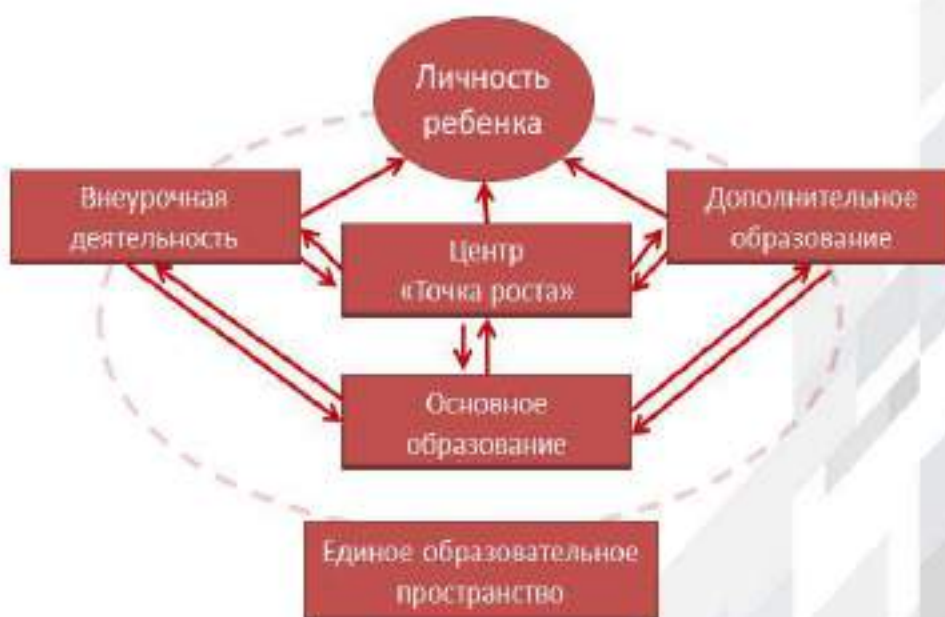 Личность
ребенка
Внеурочная
деятельность
Дополнительное
образование
Центр
«Точка роста»
Основное
образование
Единое образовательное
пространство